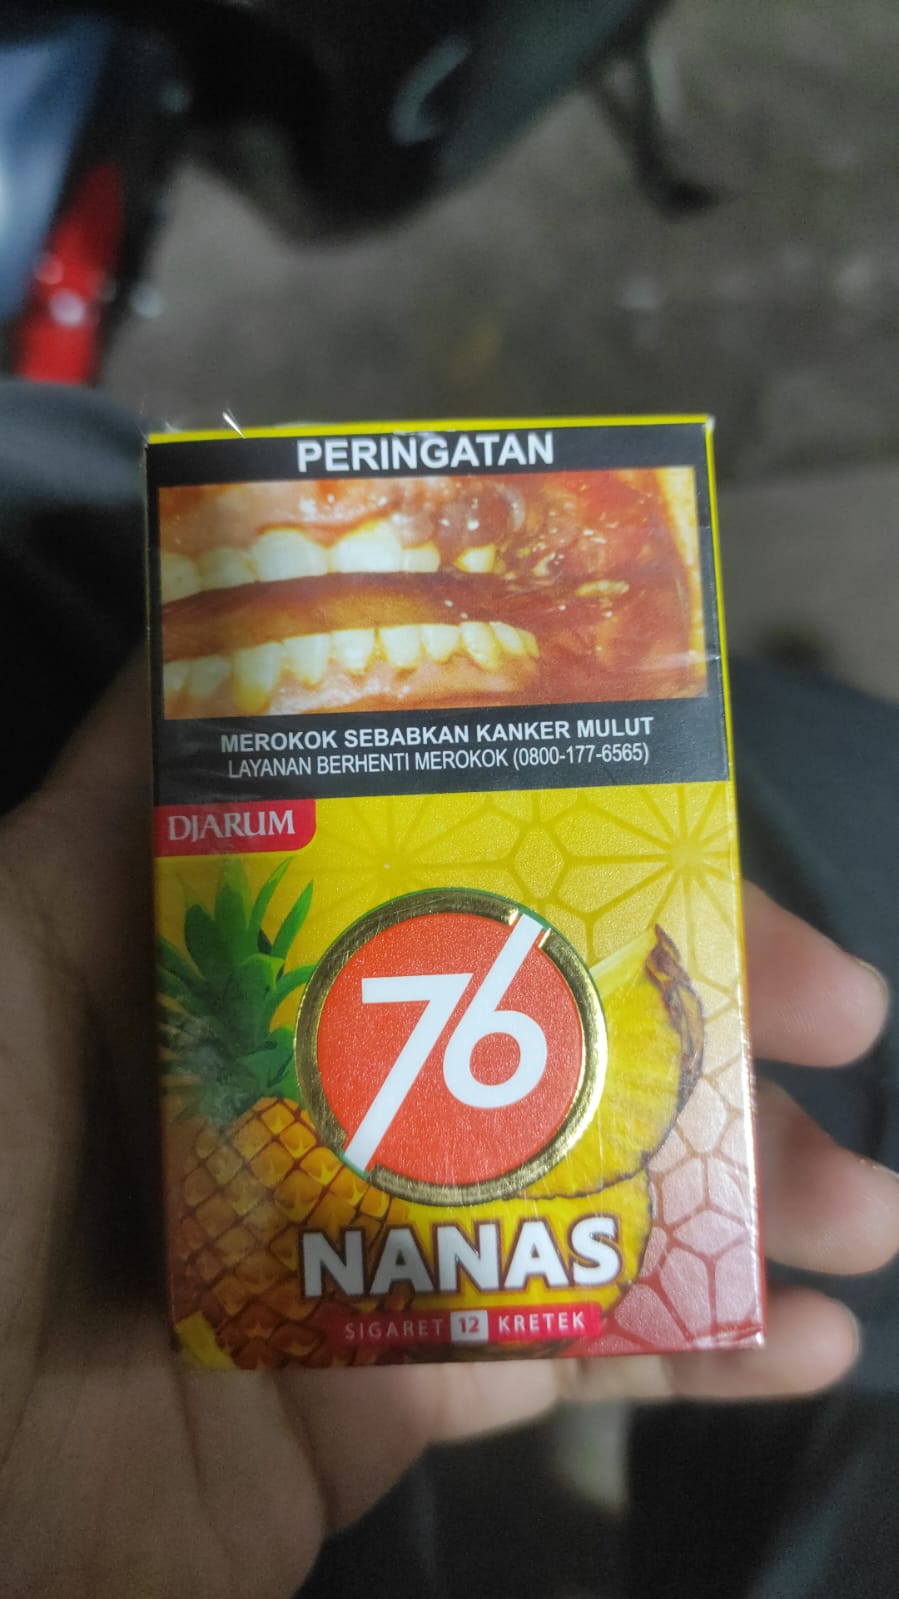 PERINGATAN
MEROKOK SEBABKAN KANKER MULUT
LAYANAN BERHENTI MEROKOK (0800-177-6565)
DJARUM
76
NANAS
SIGARET 12 KRETEK